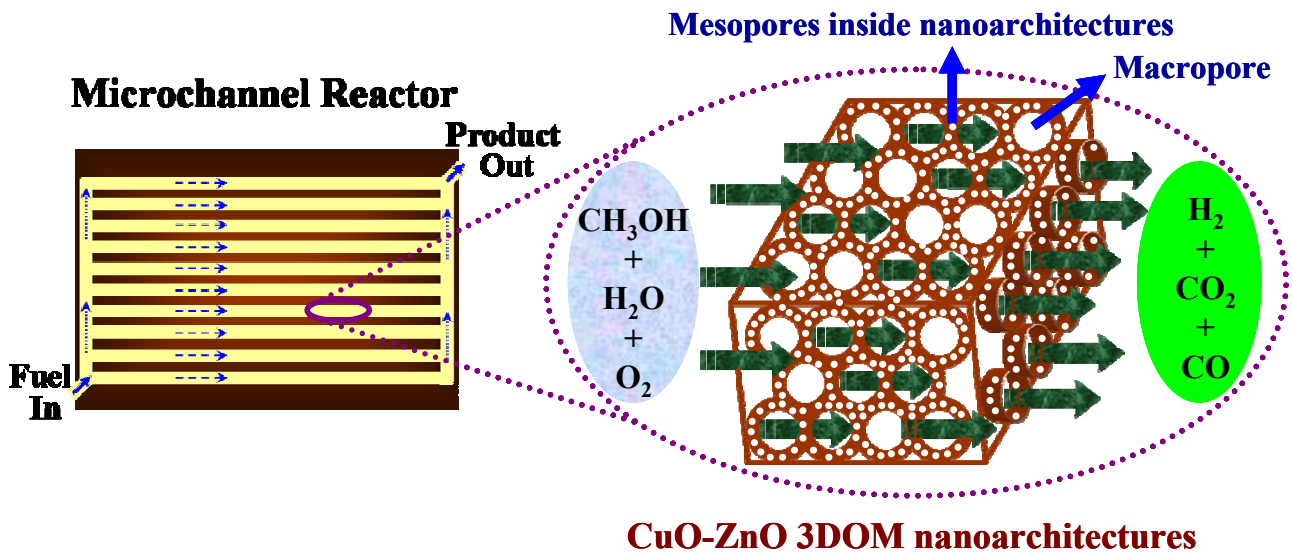 Mesopores inside nanoarchitectures
Macropore
Microchannel Reactor
Product
Out
Fuel
In
CH₃OH
+
H₂O
+
O₂
H₂
+
CO₂
+
CO
CuO-ZnO 3DOM nanoarchitectures